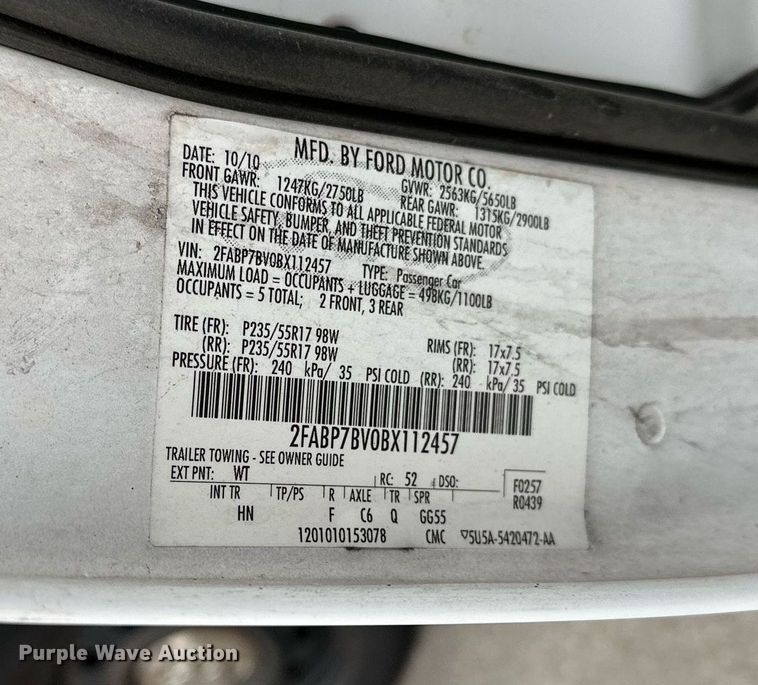 MFD. BY FORD MOTOR CO.
DATE: 10/10
GVWR: 2563KG/5650LB
FRONT GAWR: 1247KG/2750LB REAR GAWR: 1315KG/2900LB
THIS VEHICLE CONFORMS TO ALL APPLICABLE FEDERAL MOTOR
VEHICLE SAFETY, BUMPER, AND THEFT PREVENTION STANDARDS
IN EFFECT ON THE DATE OF MANUFACTURE SHOWN ABOVE.
VIN: 2FABP7BV0BX112457 TYPE: Passenger Car
MAXIMUM LOAD = OCCUPANTS + LUGGAGE = 498KG/1100LB
OCCUPANTS = 5 TOTAL; 2 FRONT, 3 REAR
TIRE (FR): P235/55R17 98W RIMS (FR): 17x7.5
(RR): P235/55R17 98W (RR): 17x7.5
PRESSURE (FR): 240 kPa/ 35 PSI COLD (RR): 240 kPa/ 35 PSI COLD
2FABP7BV0BX112457
TRAILER TOWING - SEE OWNER GUIDE
EXT PNT: WT RC: 52 DSO: F0257
INT TR TP/PS R AXLE TR SPR R0439
HN F C6 Q GG55
1201010153078 CMC ▽5U5A-5420472-AA
Purple Wave Auction